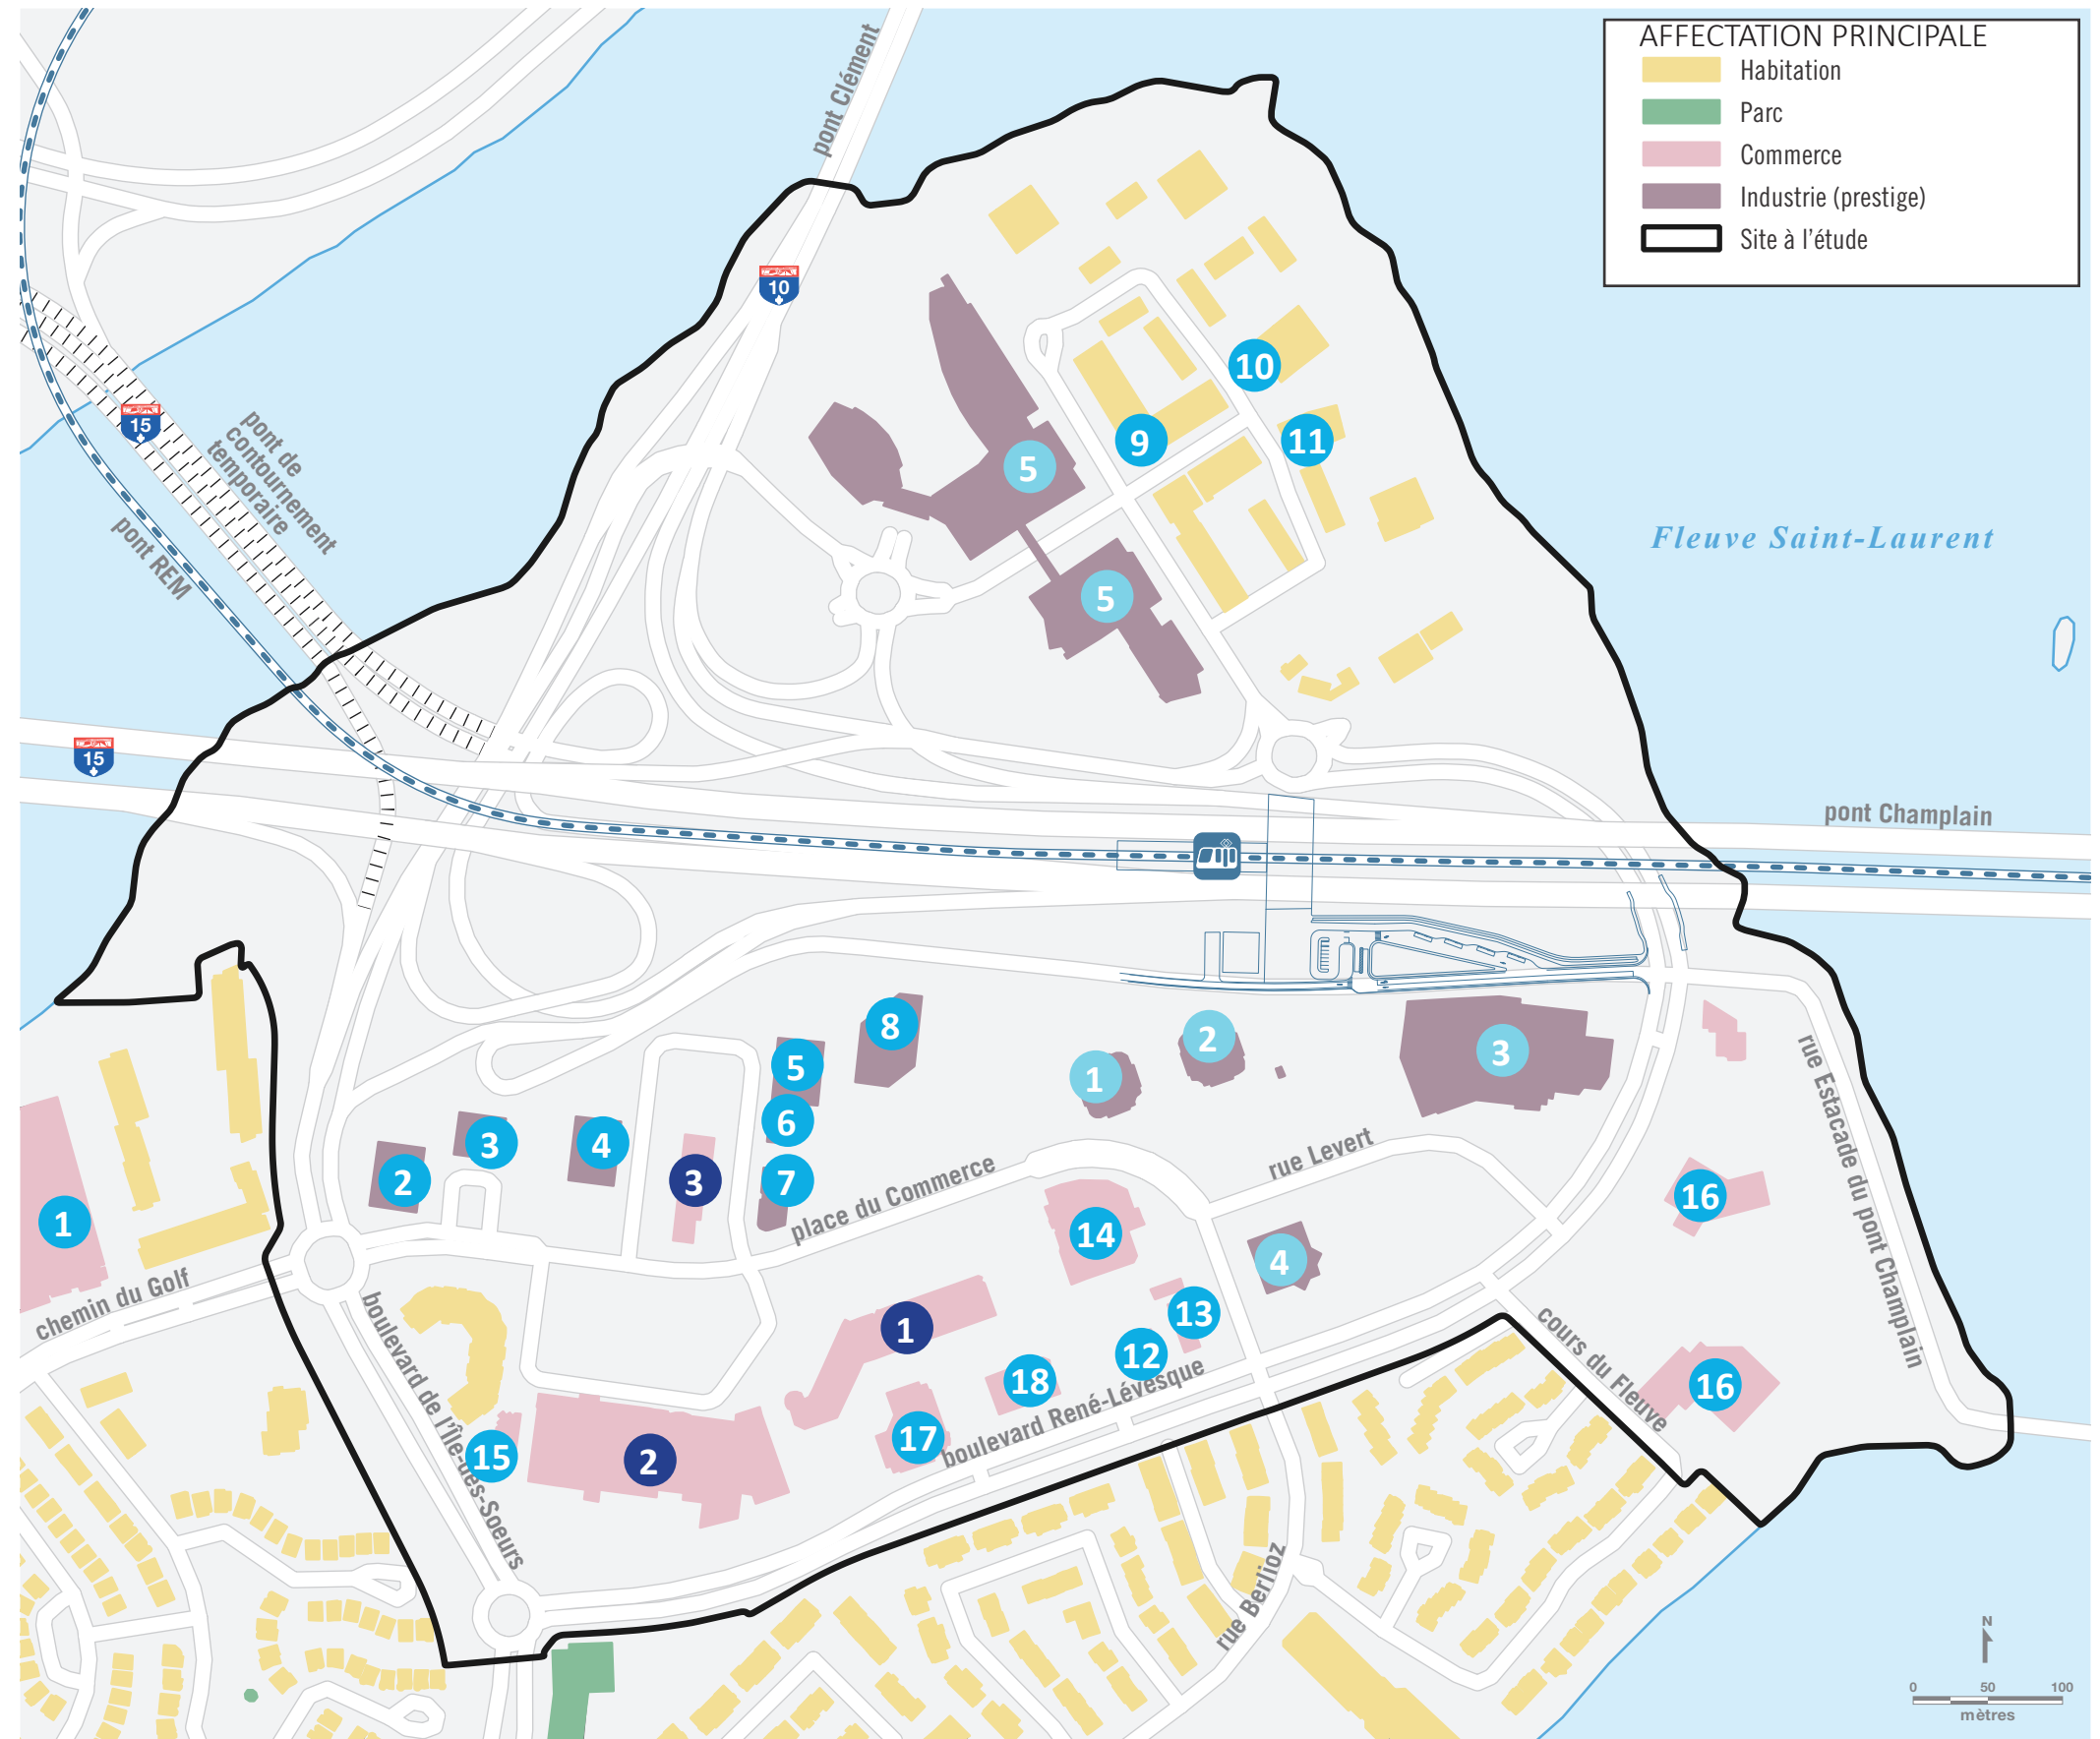 AFFECTATION PRINCIPALE
Habitation
Parc
Commerce
Industrie (prestige)
Site à l'étude
pont Clément
10
15
pont de
contournement
temporaire
pont REM
10
9
11
5
5
Fleuve Saint-Laurent
15
pont Champlain
8
5
6
7
2
1
3
3
4
2
3
1
place du Commerce
rue Levert
rue Estacade du pont Champlain
16
14
4
chemin du Golf
boulevard de l'Île-des-Soeurs
13
1
12
18
17
boulevard René-Lévesque
cours du Fleuve
16
15
2
rue Berlioz
N
0 50 100
mètres